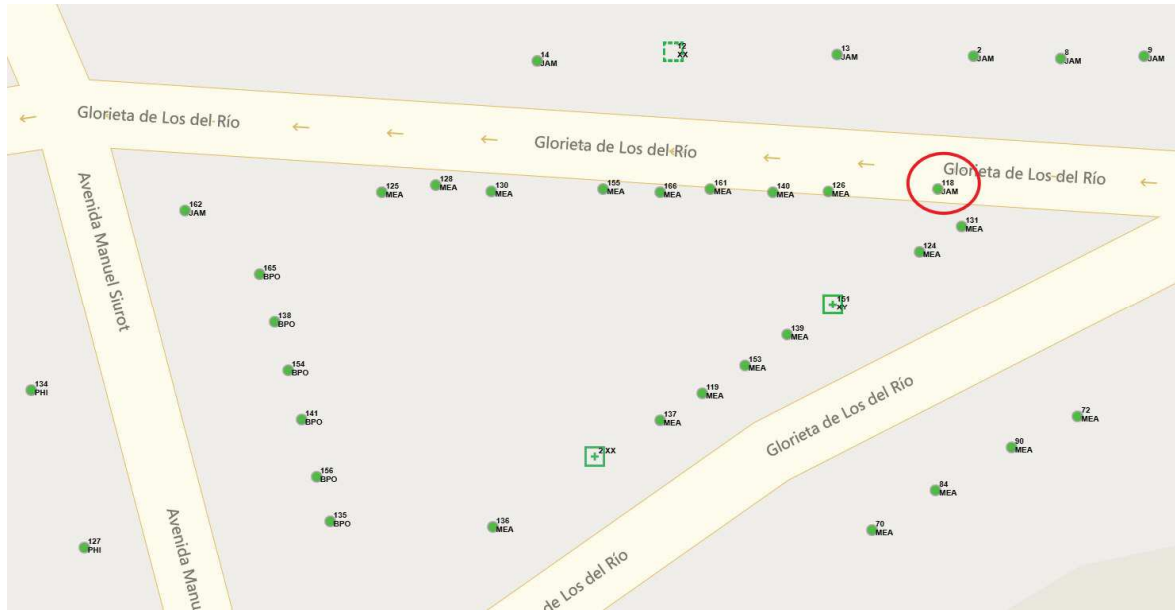 14
JAM
12
XX
13
JAM
2
JAM
8
JAM
9
JAM
Glorieta de Los del Río
Glorieta de Los del Río
Glorieta de Los del Río
125
MEA
128
MEA
130
MEA
155
MEA
166
MEA
161
MEA
140
MEA
126
MEA
118
JAM
162
JAM
131
MEA
124
MEA
Avenida Manuel Siurot
165
BPO
138
BPO
151
XY
139
MEA
154
BPO
153
MEA
134
PHI
119
MEA
141
BPO
137
MEA
Glorieta de Los del Río
72
MEA
90
MEA
2 XX
156
BPO
84
MEA
135
BPO
136
MEA
70
MEA
127
PHI
Avenida Manu
de Los del Río